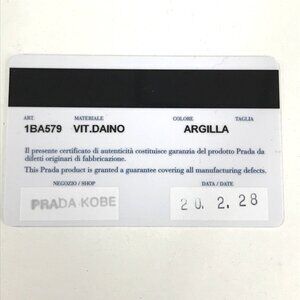 ART. MATERIALE COLORE TAGLIA
1BA579 VIT.DAINO ARGILLA
Il presente certificato di autenticità costituisce garanzia del prodotto Prada da
difetti originari di fabbricazione.
This Prada product is granted a guarantee covering all manufacturing defects.
NEGOZIO / SHOP DATA / DATE
PRADA KOBE 20. 2. 28